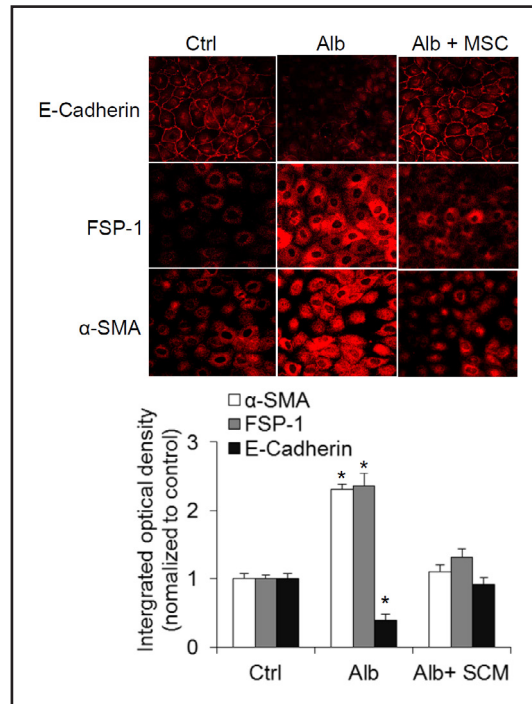 Ctrl Alb Alb + MSC
E-Cadherin
FSP-1
α-SMA
α-SMA
FSP-1
E-Cadherin
Intergrated optical density
(nomalized to control)
3
2
1
0
* *
*
Ctrl Alb Alb+ SCM